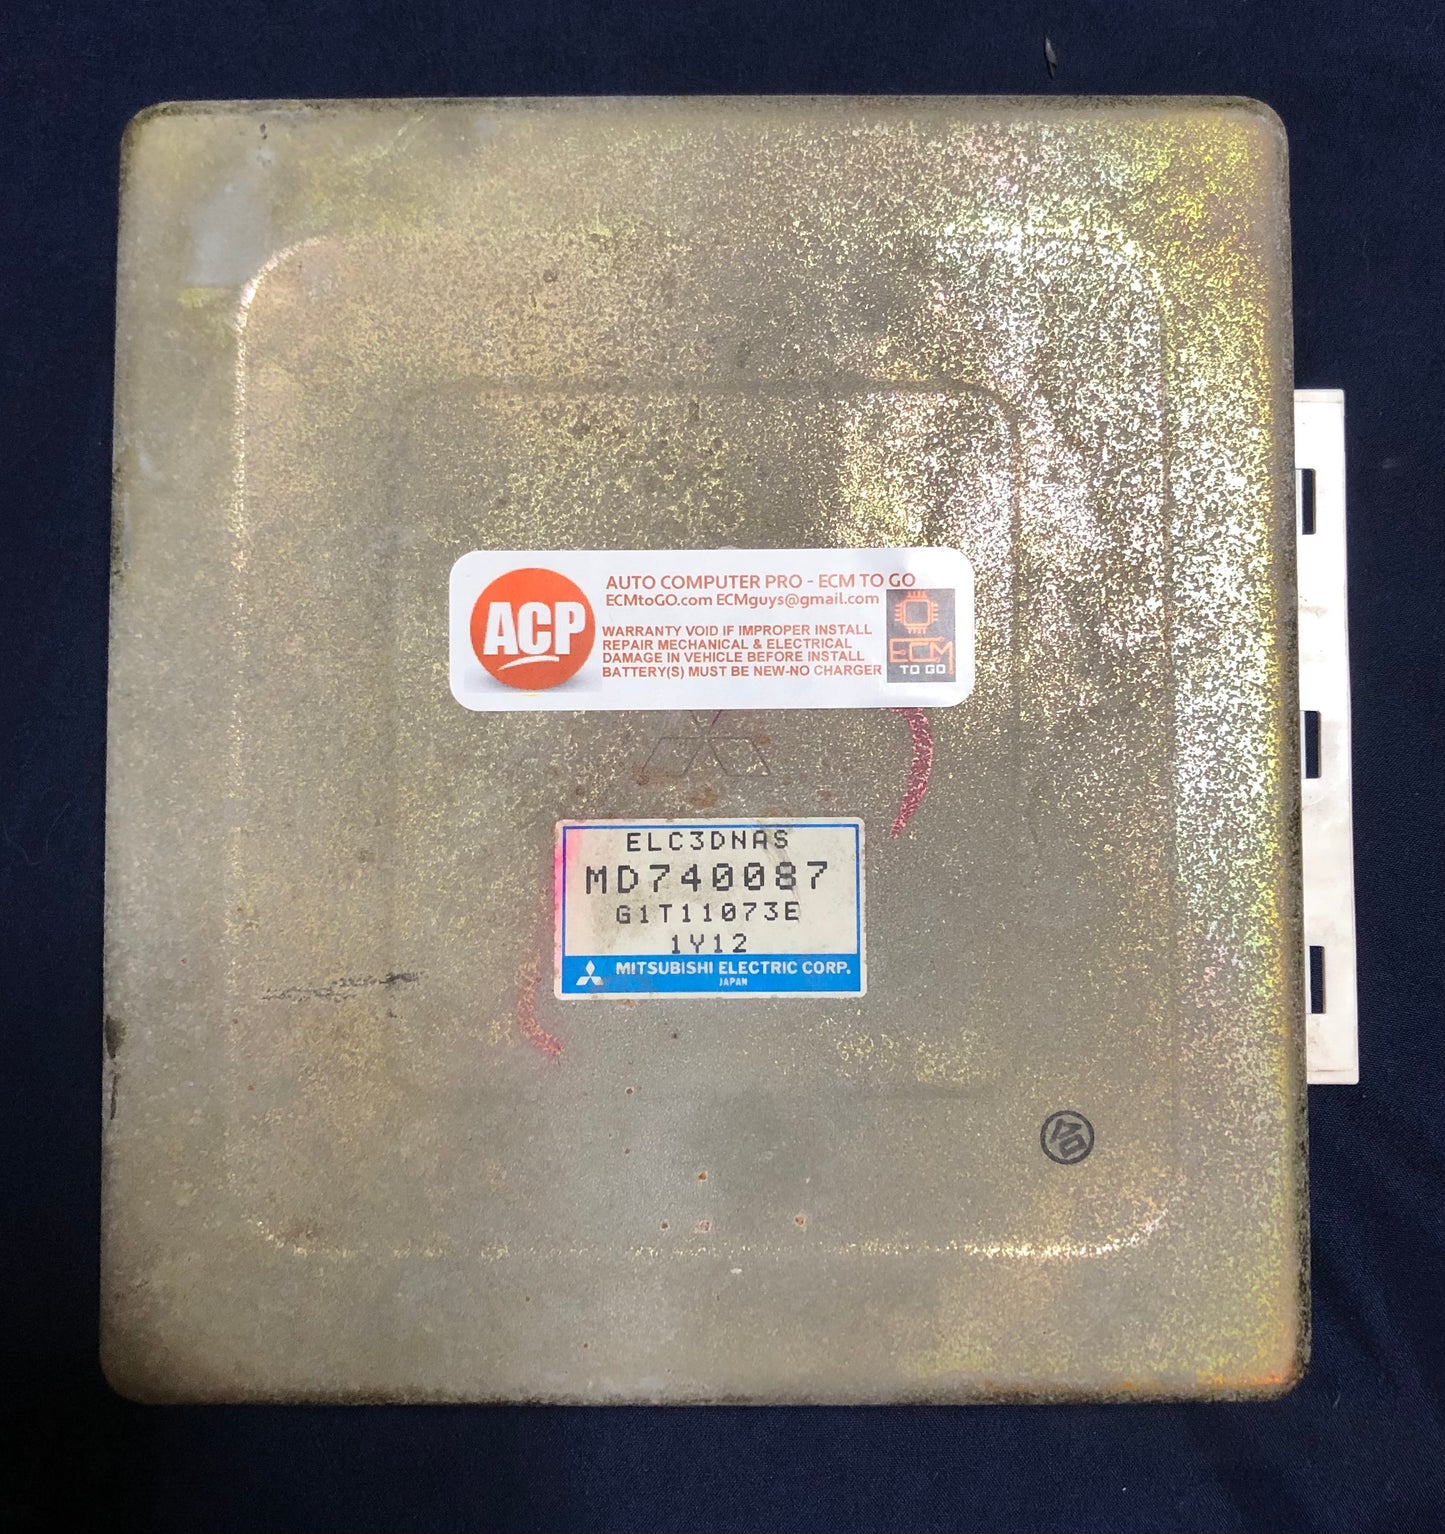 ACP
AUTO COMPUTER PRO - ECM TO GO
ECMtoGO.com ECMguys@gmail.com
WARRANTY VOID IF IMPROPER INSTALL
REPAIR MECHANICAL & ELECTRICAL
DAMAGE IN VEHICLE BEFORE INSTALL
BATTERY(S) MUST BE NEW-NO CHARGER
ECM
TO GO
ELC3DNAS
MD740087
G1T11073E
1Y12
MITSUBISHI ELECTRIC CORP.
JAPAN
合